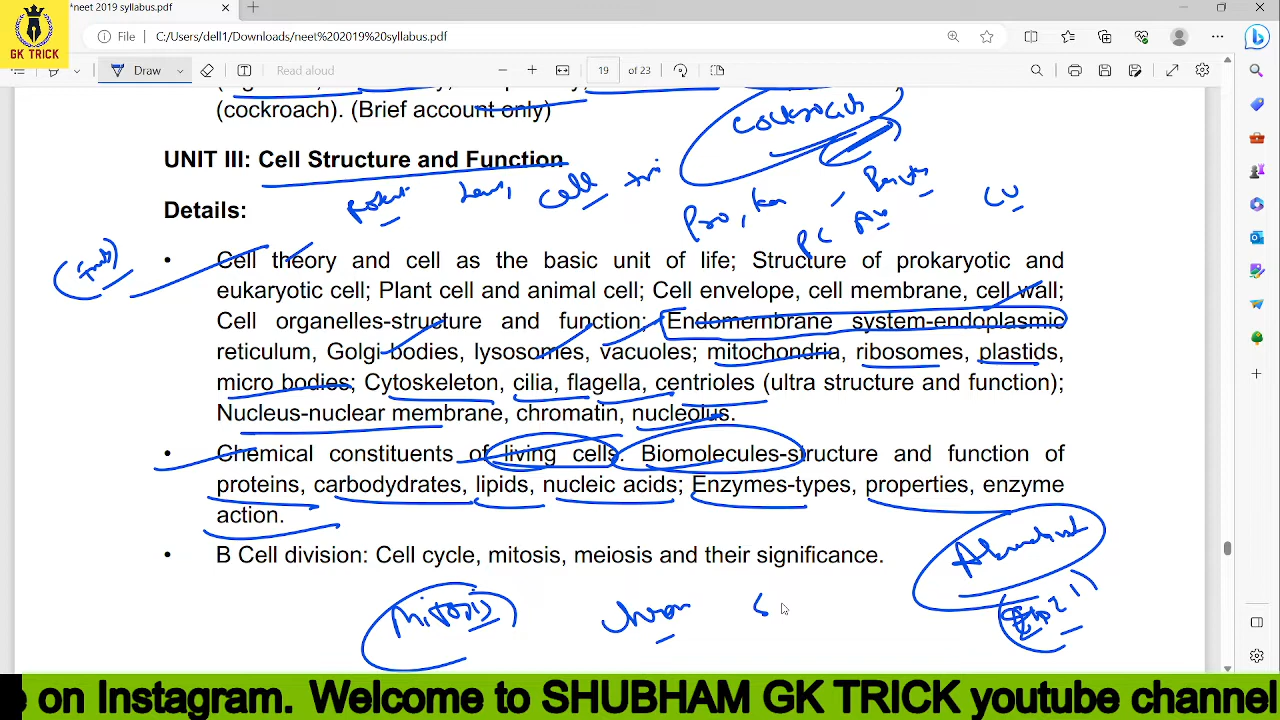 *neet 2019 syllabus.pdf
GK TRICK
File C:/Users/dell1/Downloads/neet%202019%20syllabus.pdf
Draw Read aloud 19 of 23
(cockroach). (Brief account only)
cockroach
UNIT III: Cell Structure and Function
Cell
Details:
• Cell theory and cell as the basic unit of life; Structure of prokaryotic and
eukaryotic cell; Plant cell and animal cell; Cell envelope, cell membrane, cell wall;
Cell organelles-structure and function; Endomembrane system-endoplasmic
reticulum, Golgi bodies, lysosomes, vacuoles; mitochondria, ribosomes, plastids,
micro bodies; Cytoskeleton, cilia, flagella, centrioles (ultra structure and function);
Nucleus-nuclear membrane, chromatin, nucleolus.
• Chemical constituents of living cells. Biomolecules-structure and function of
proteins, carbodydrates, lipids, nucleic acids; Enzymes-types, properties, enzyme
action.
• B Cell division: Cell cycle, mitosis, meiosis and their significance.
mitosis
e on Instagram. Welcome to SHUBHAM GK TRICK youtube channel